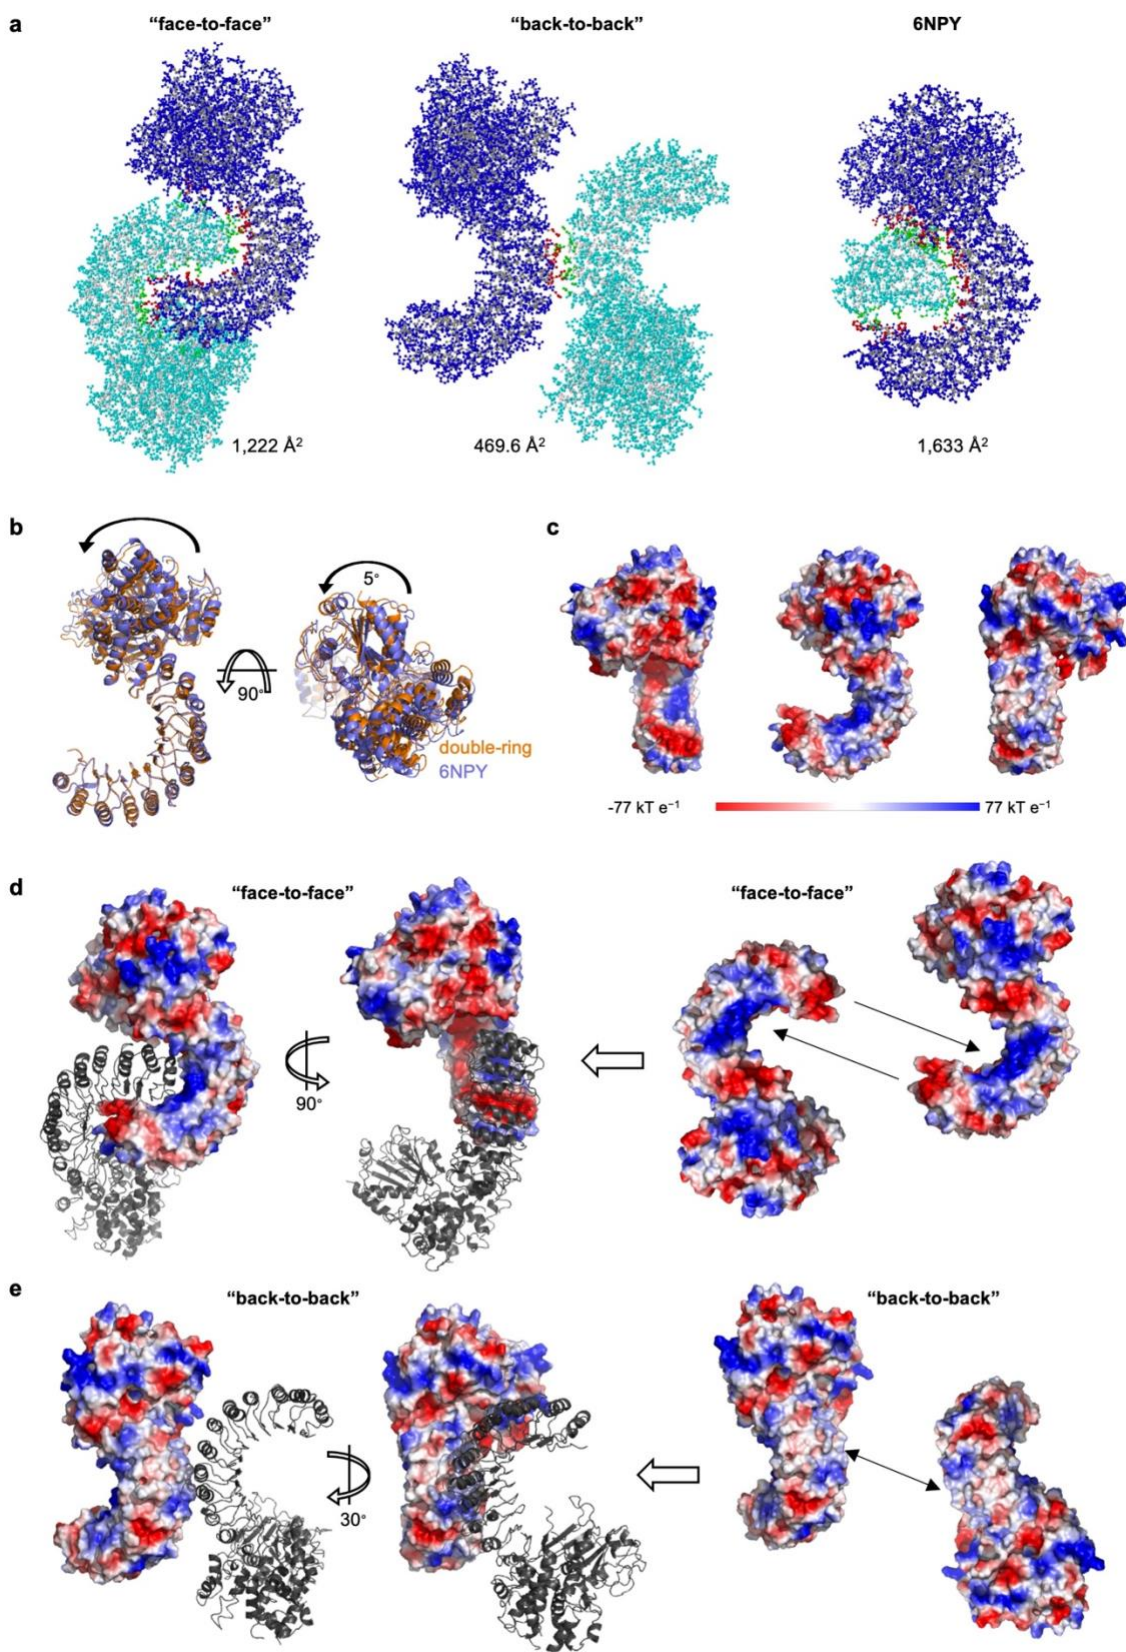 a
“face-to-face”
“back-to-back”
6NPY
1,222 Å²
469.6 Å²
1,633 Å²
b
90°
5°
double-ring
6NPY
c
-77 kT e⁻¹
77 kT e⁻¹
d
“face-to-face”
“face-to-face”
90°
e
“back-to-back”
“back-to-back”
30°